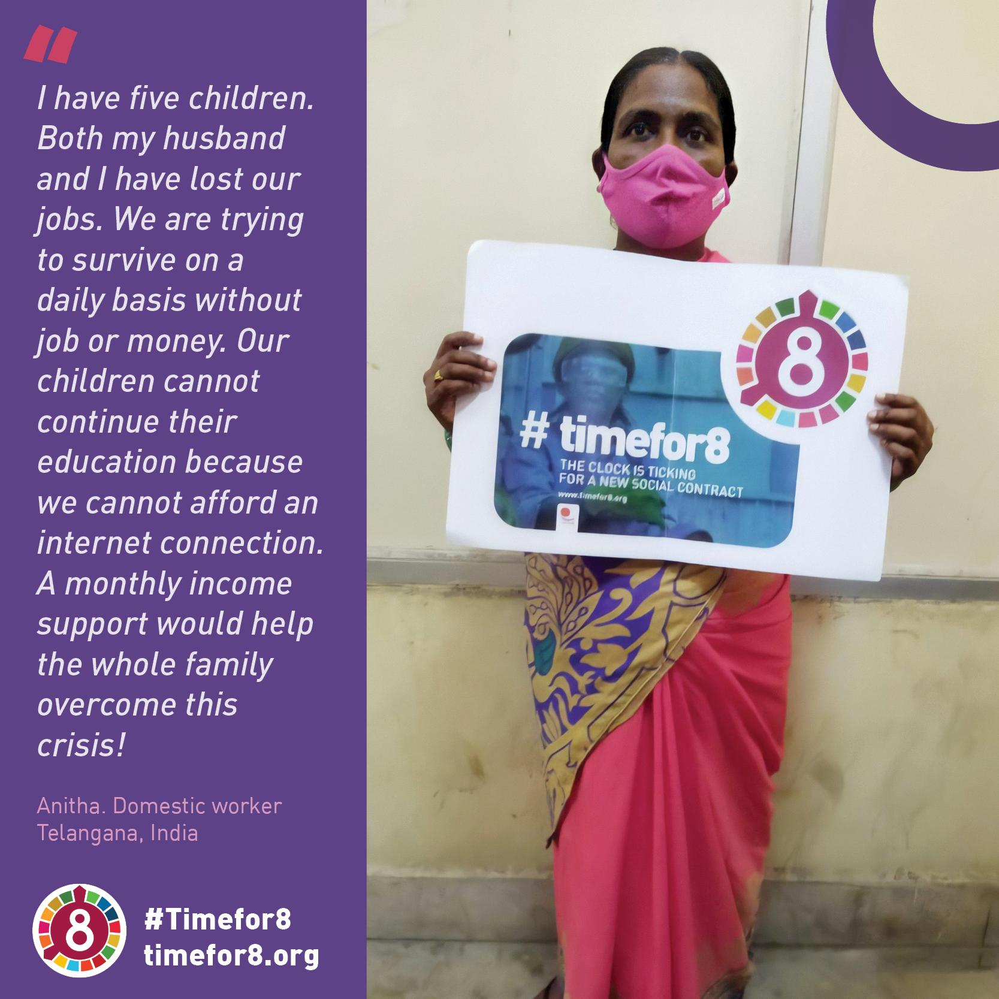 I have five children.
Both my husband
and I have lost our
jobs. We are trying
to survive on a
daily basis without
job or money. Our
children cannot
continue their
education because
we cannot afford an
internet connection.
A monthly income
support would help
the whole family
overcome this
crisis!
Anitha. Domestic worker
Telangana, India
8
#Timefor8
timefor8.org
8
# timefor8
THE CLOCK IS TICKING
FOR A NEW SOCIAL CONTRACT
www.timefor8.org